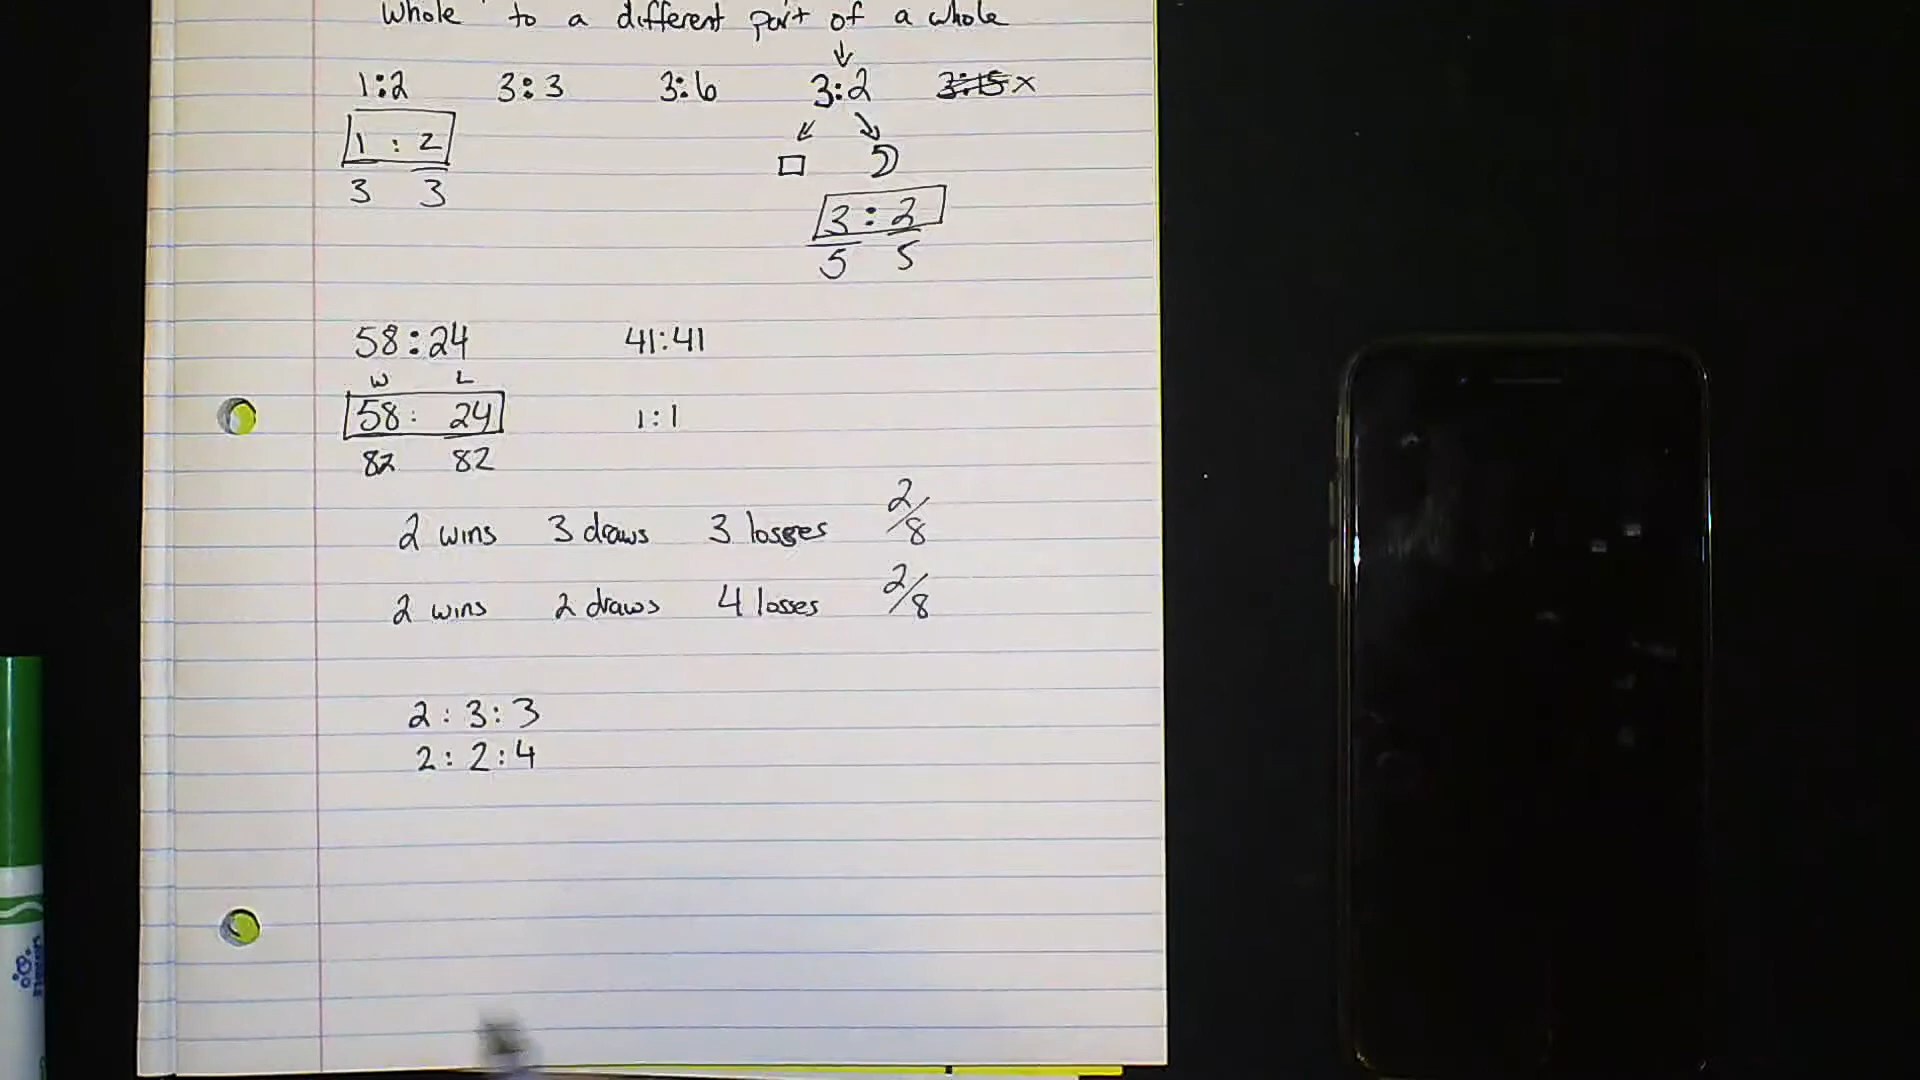 whole to a different part of a whole
↓
1:2 3:3 3:6 3:2 x
1 : 2
3 3
3 : 2
5 5
58:24 41:41
W L
58: 24 1:1
82 82
2 wins 3 draws 3 losses 2/8
2 wins 2 draws 4 losses 2/8
2 : 3 : 3
2 : 2 : 4